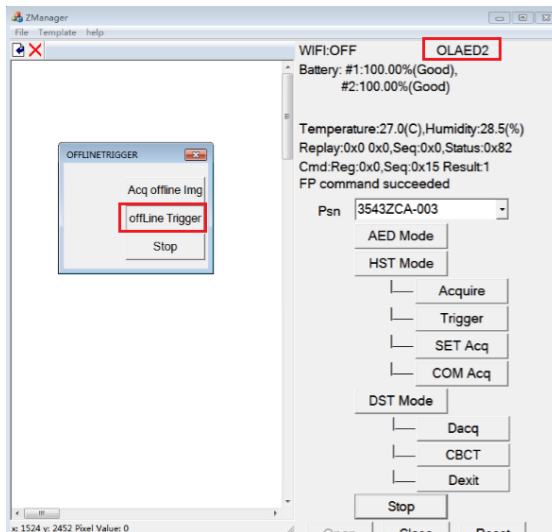 ZManager
File Template help
WIFI:OFF OLAED2
Battery: #1:100.00%(Good),
#2:100.00%(Good)
Temperature:27.0(C),Humidity:28.5(%)
Replay:0x0 0x0,Seq:0x0,Status:0x82
Cmd:Reg:0x0,Seq:0x15 Result:1
FP command succeeded
Psn 3543ZCA-003
OFFLINETRIGGER
Acq offline Img
offLine Trigger
Stop
AED Mode
HST Mode
Acquire
Trigger
SET Acq
COM Acq
DST Mode
Dacq
CBCT
Dexit
Stop
Open Close Reset
x: 1524 y: 2452 Pixel Value: 0